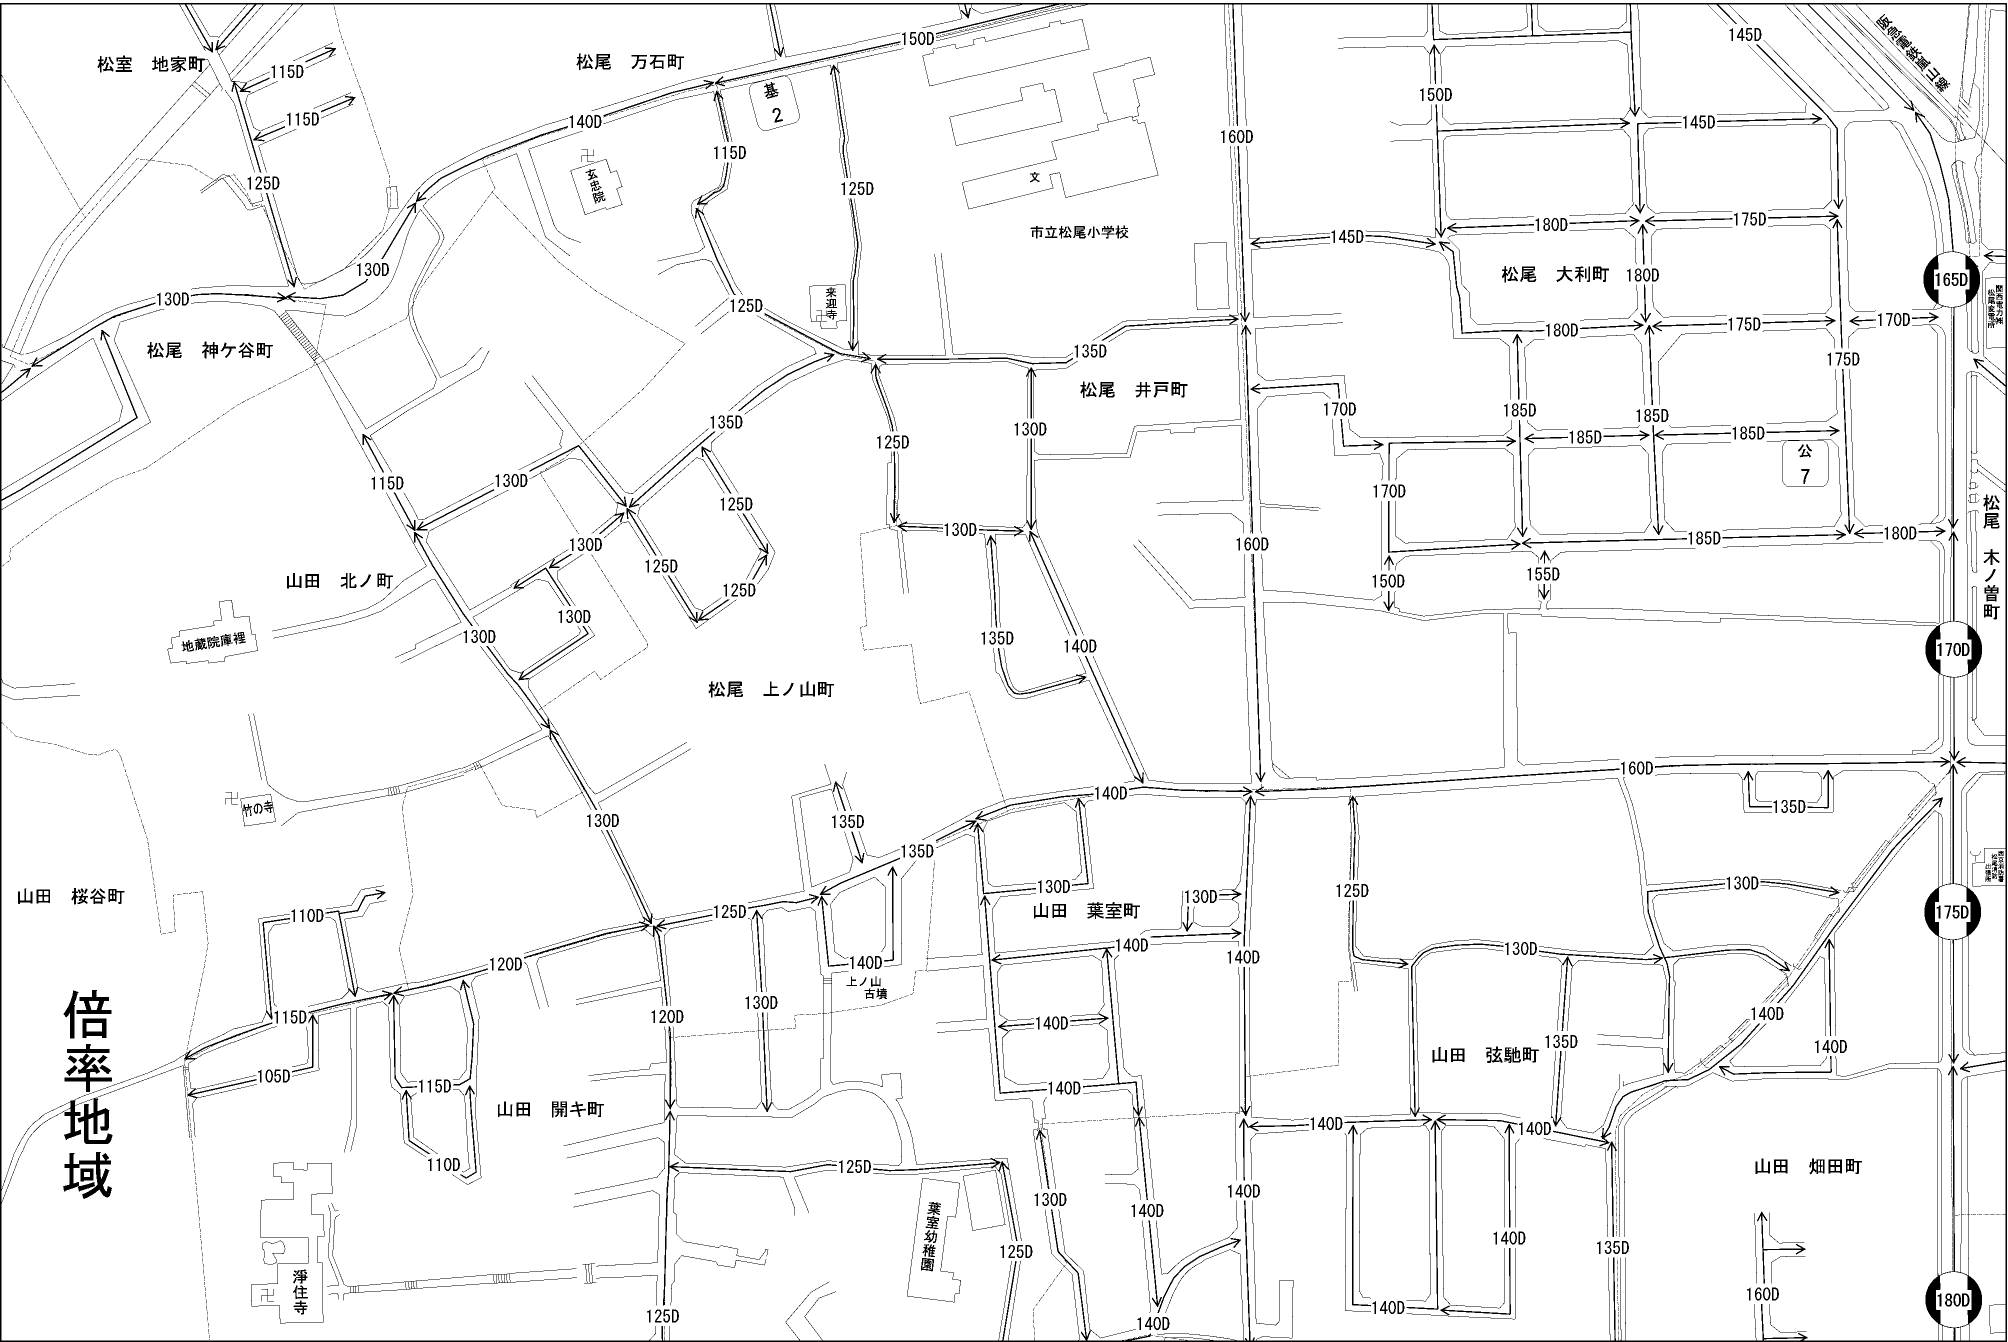 150D
145D
阪急電鉄嵐山線
松室　地家町
松尾　万石町
115D
基
2
140D
115D
150D
160D
145D
115D
玄忠院
125D
125D
文
市立松尾小学校
145D
180D
175D
130D
130D
松尾　大利町
180D
165D
来迎寺
125D
180D
175D
170D
松尾　神ケ谷町
135D
175D
松尾　井戸町
170D
185D
185D
135D
125D
130D
185D
185D
公
7
115D
130D
170D
125D
130D
130D
160D
185D
180D
松尾　木ノ曽町
125D
150D
155D
山田　北ノ町
125D
130D
130D
135D
140D
地蔵院庫裡
170D
松尾　上ノ山町
160D
竹の寺
130D
135D
140D
135D
135D
山田　桜谷町
110D
125D
130D
130D
125D
130D
175D
山田　葉室町
140D
140D
130D
120D
140D
上ノ山
古墳
倍率地域
115D
120D
130D
140D
140D
135D
140D
山田　弦馳町
105D
115D
140D
山田　開キ町
140D
140D
110D
125D
山田　畑田町
130D
140D
140D
葉室幼稚園
125D
140D
135D
浄住寺
125D
140D
140D
160D
180D